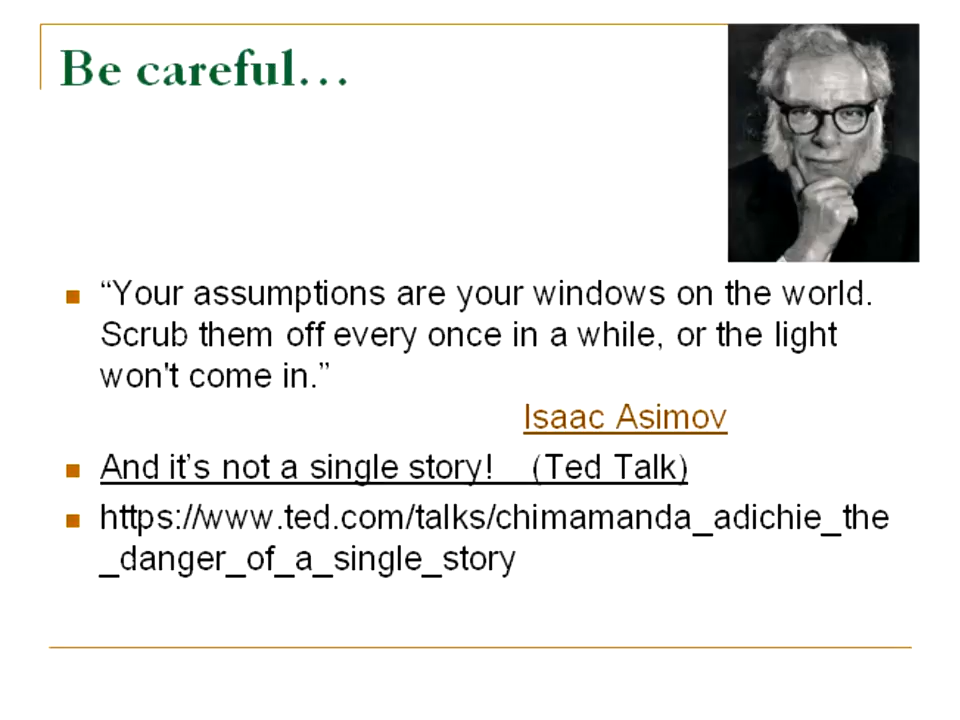 Be careful…
“Your assumptions are your windows on the world.
Scrub them off every once in a while, or the light
won't come in.”
Isaac Asimov
And it’s not a single story! (Ted Talk)
https://www.ted.com/talks/chimamanda_adichie_the
_danger_of_a_single_story